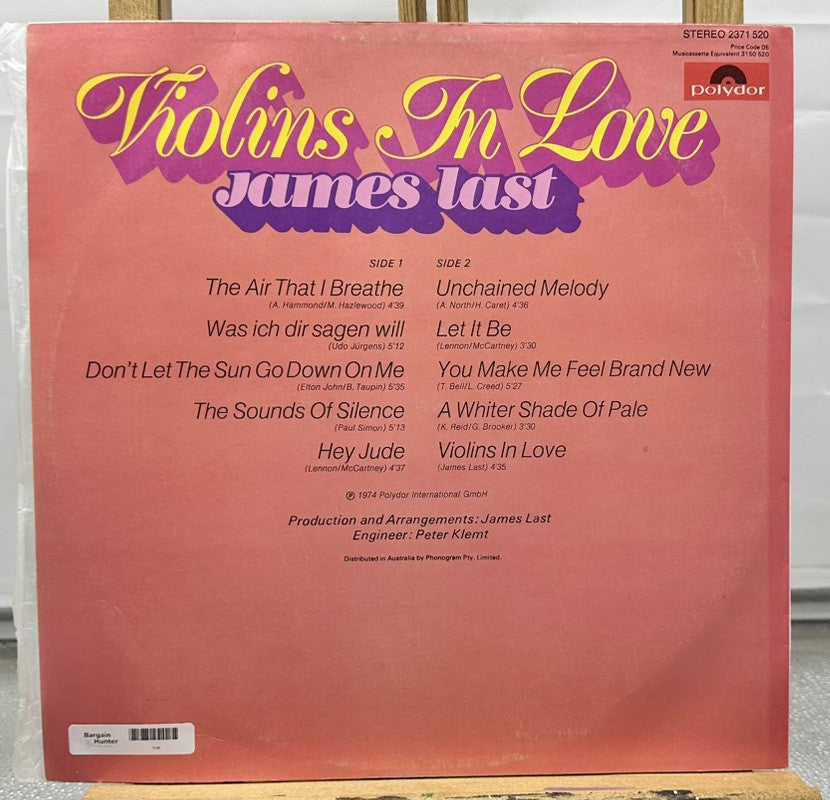 STEREO 2371 520
Price Code 05
Musicassette Equivalent 3150 520
polydor
Violins In Love
james last
SIDE 1
The Air That I Breathe
(A. Hammond/M. Hazlewood) 4'39
Was ich dir sagen will
(Udo Jürgens) 5'12
Don't Let The Sun Go Down On Me
(Elton John/B. Taupin) 5'35
The Sounds Of Silence
(Paul Simon) 5'13
Hey Jude
(Lennon/McCartney) 4'37
SIDE 2
Unchained Melody
(A. North/H. Caret) 4'36
Let It Be
(Lennon/McCartney) 3'30
You Make Me Feel Brand New
(T. Bell/L. Creed) 5'27
A Whiter Shade Of Pale
(K. Reid/G. Brooker) 3'30
Violins In Love
(James Last) 4'35
℗ 1974 Polydor International GmbH
Production and Arrangements: James Last
Engineer: Peter Klemt
Distributed in Australia by Phonogram Pty. Limited.
Bargain
Hunter